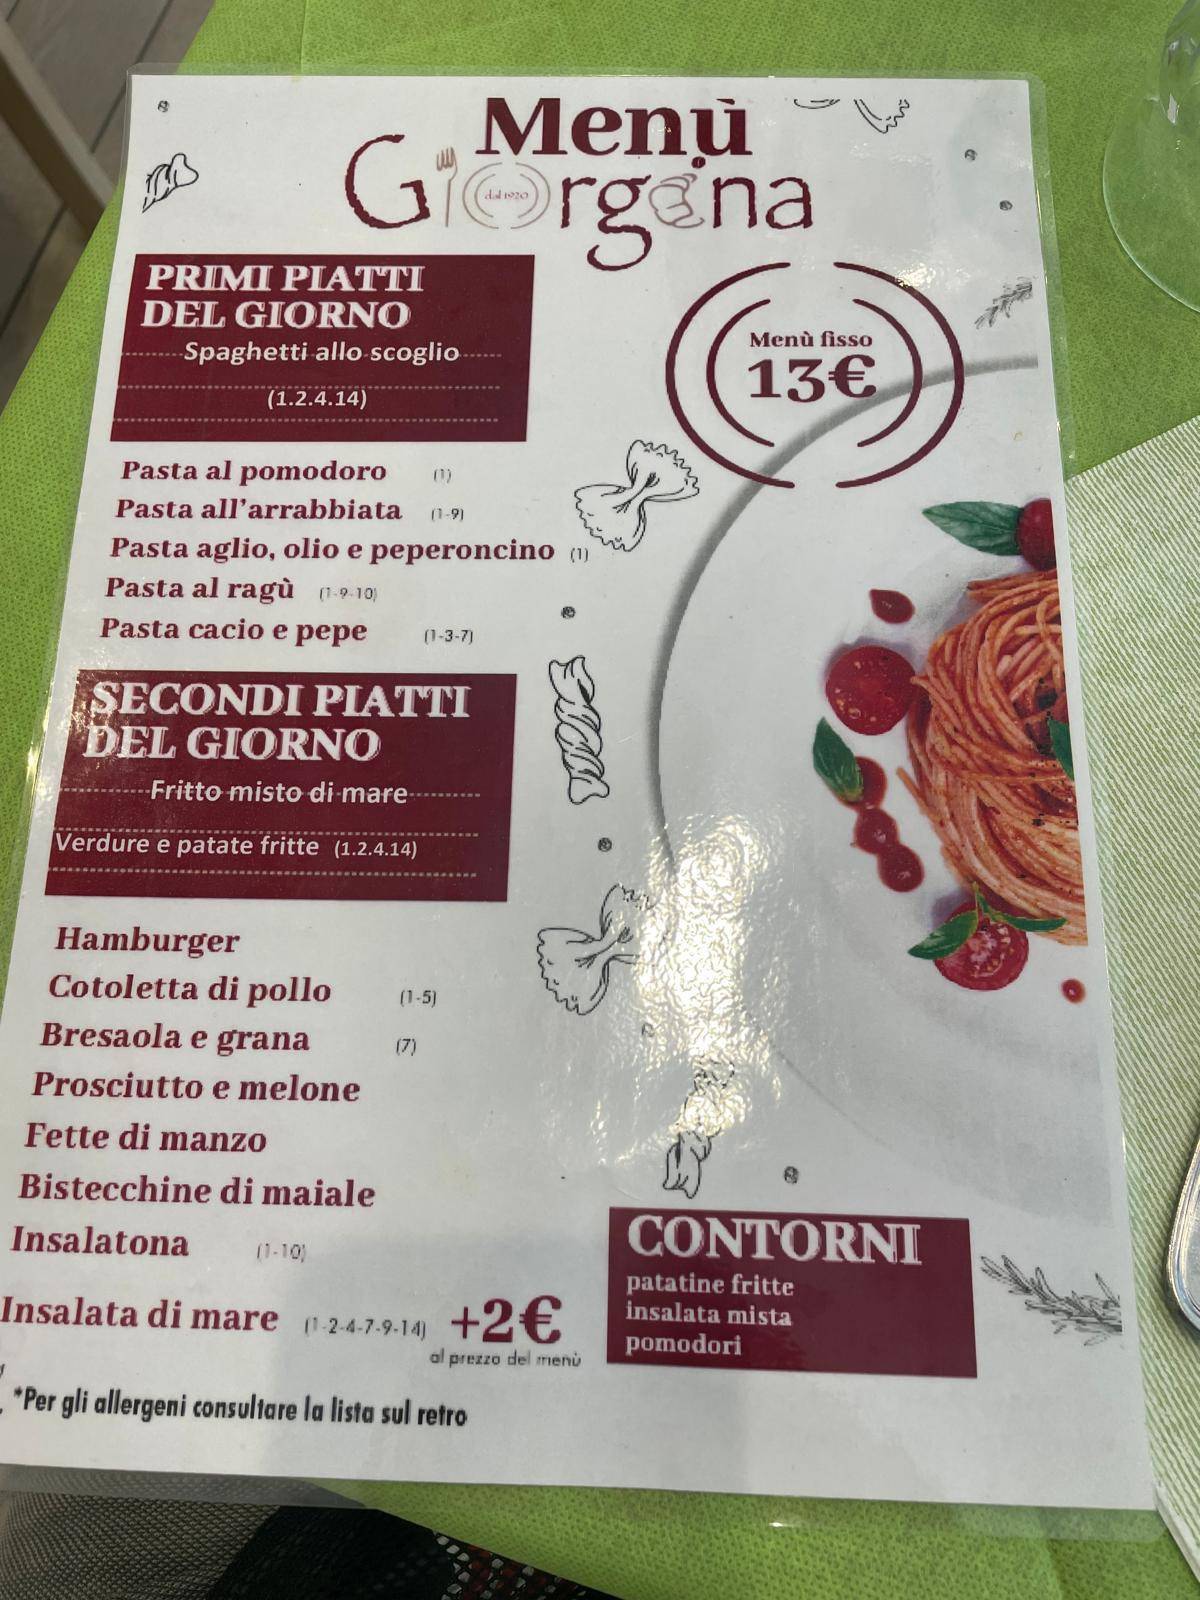 Menù
Giorgina
dal 1920
PRIMI PIATTI
DEL GIORNO
Spaghetti allo scoglio
(1.2.4.14)
Menù fisso
13€
Pasta al pomodoro (1)
Pasta all'arrabbiata (1-9)
Pasta aglio, olio e peperoncino (1)
Pasta al ragù (1-9-10)
Pasta cacio e pepe (1-3-7)
SECONDI PIATTI
DEL GIORNO
Fritto misto di mare
Verdure e patate fritte (1.2.4.14)
Hamburger
Cotoletta di pollo (1-5)
Bresaola e grana (7)
Prosciutto e melone
Fette di manzo
Bistecchine di maiale
Insalatona (1-10)
Insalata di mare (1-2-4-7-9-14) +2€
al prezzo del menù
CONTORNI
patatine fritte
insalata mista
pomodori
*Per gli allergeni consultare la lista sul retro